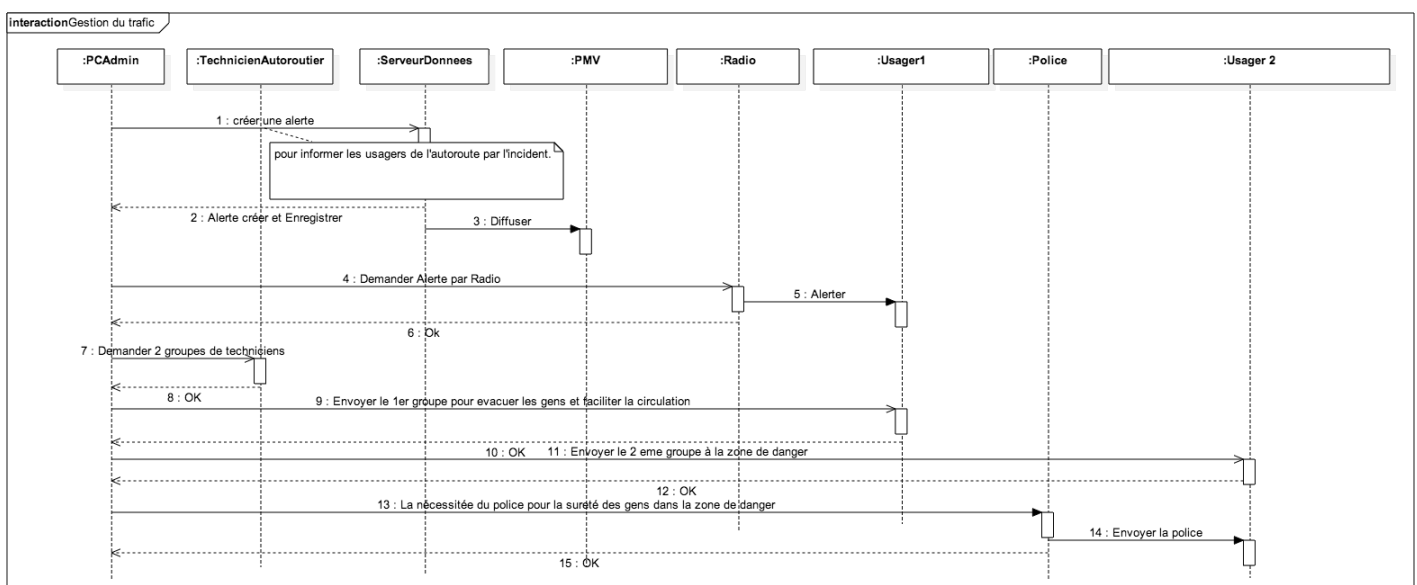 interactionGestion du trafic
:PCAdmin
:TechnicienAutoroutier
:ServeurDonnees
:PMV
:Radio
:Usager1
:Police
:Usager 2
1 : créer une alerte
pour informer les usagers de l'autoroute par l'incident.
2 : Alerte créer et Enregistrer
3 : Diffuser
4 : Demander Alerte par Radio
5 : Alerter
6 : Ok
7 : Demander 2 groupes de techniciens
8 : OK
9 : Envoyer le 1er groupe pour evacuer les gens et faciliter la circulation
10 : OK
11 : Envoyer le 2 eme groupe à la zone de danger
12 : OK
13 : La nécessitée du police pour la sureté des gens dans la zone de danger
14 : Envoyer la police
15 : OK